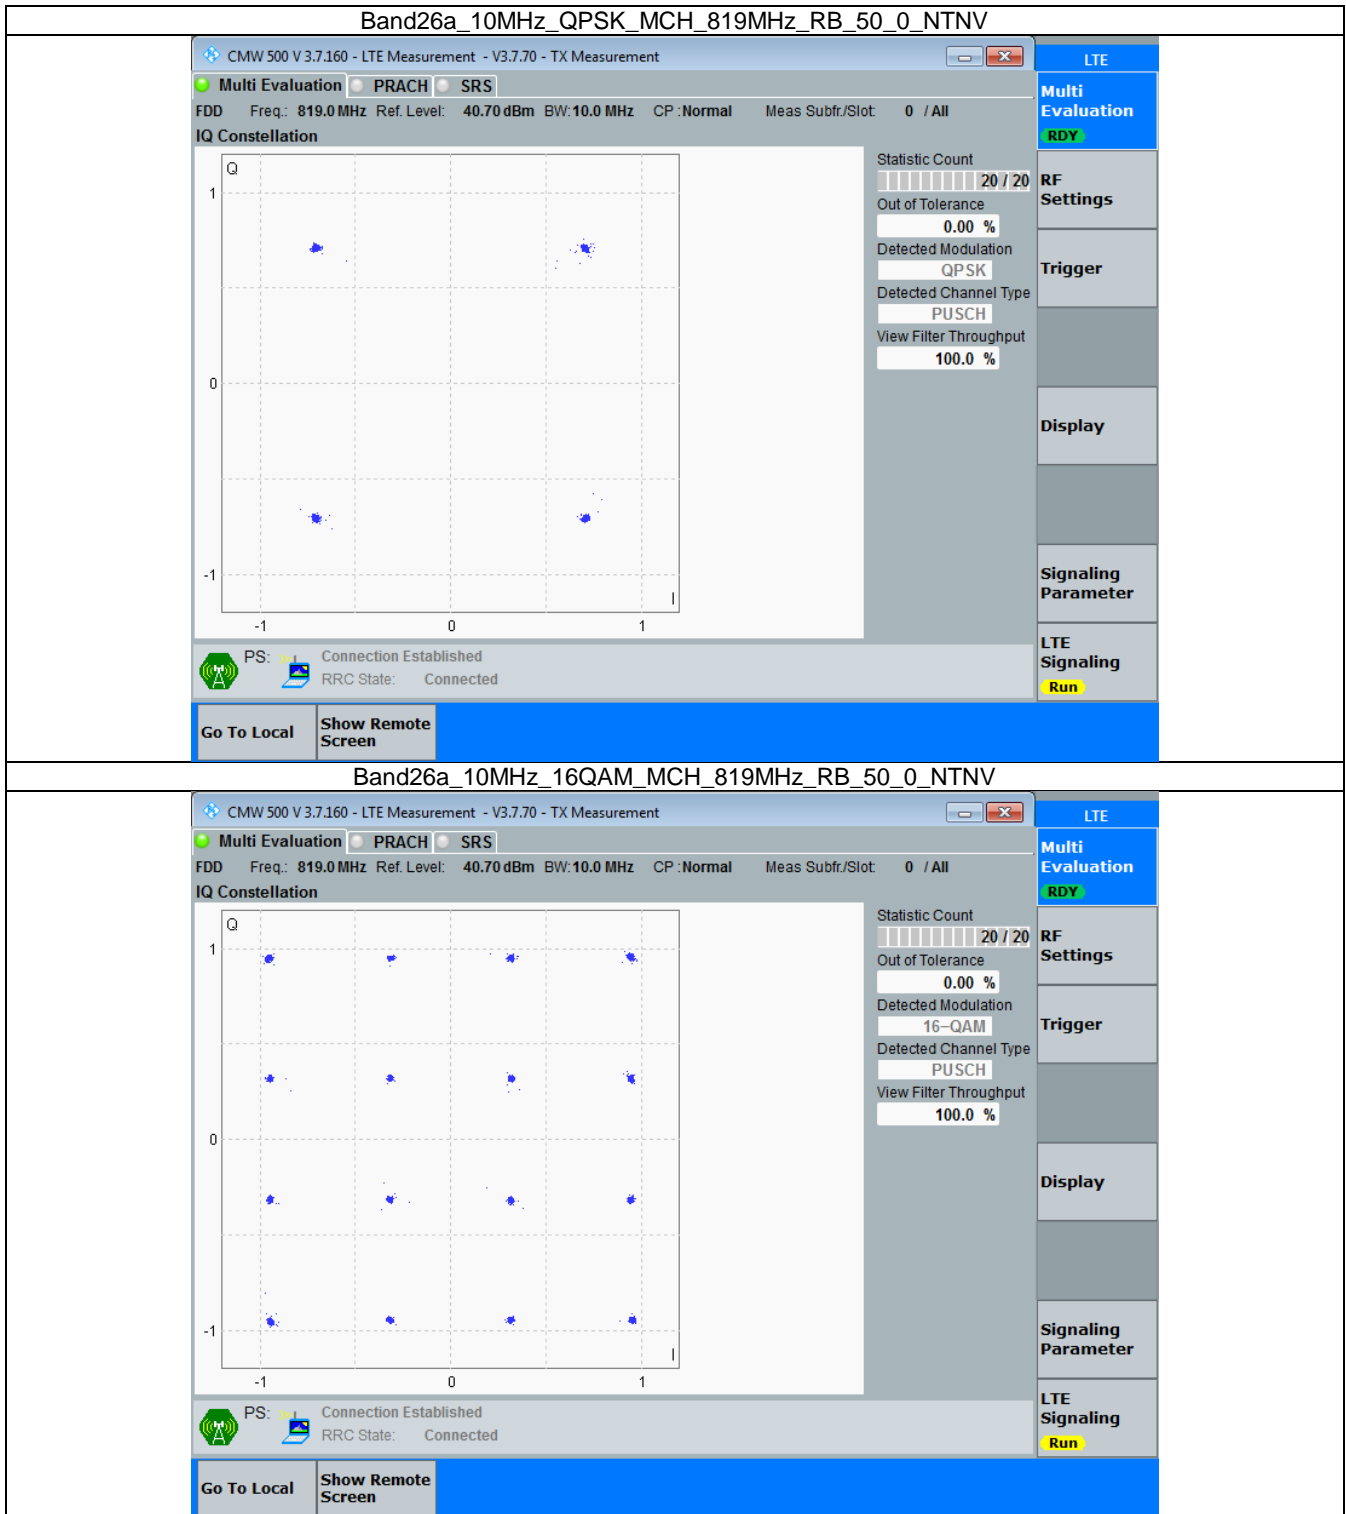 Band26a_10MHz_QPSK_MCH_819MHz_RB_50_0_NTNV
CMW 500 V 3.7.160 - LTE Measurement - V3.7.70 - TX Measurement
LTE
Multi Evaluation PRACH SRS
Multi
Evaluation
RDY
FDD Freq.: 819.0 MHz Ref. Level: 40.70 dBm BW: 10.0 MHz CP : Normal Meas Subfr./Slot: 0 / All
IQ Constellation
Q
1
0
-1
I
-1 0 1
Statistic Count
20 / 20
Out of Tolerance
0.00 %
Detected Modulation
QPSK
Detected Channel Type
PUSCH
View Filter Throughput
100.0 %
RF
Settings
Trigger
Display
Signaling
Parameter
LTE
Signaling
Run
PS:
Connection Established
RRC State: Connected
Go To Local
Show Remote
Screen
Band26a_10MHz_16QAM_MCH_819MHz_RB_50_0_NTNV
CMW 500 V 3.7.160 - LTE Measurement - V3.7.70 - TX Measurement
LTE
Multi Evaluation PRACH SRS
Multi
Evaluation
RDY
FDD Freq.: 819.0 MHz Ref. Level: 40.70 dBm BW: 10.0 MHz CP : Normal Meas Subfr./Slot: 0 / All
IQ Constellation
Q
1
0
-1
I
-1 0 1
Statistic Count
20 / 20
Out of Tolerance
0.00 %
Detected Modulation
16-QAM
Detected Channel Type
PUSCH
View Filter Throughput
100.0 %
RF
Settings
Trigger
Display
Signaling
Parameter
LTE
Signaling
Run
PS:
Connection Established
RRC State: Connected
Go To Local
Show Remote
Screen